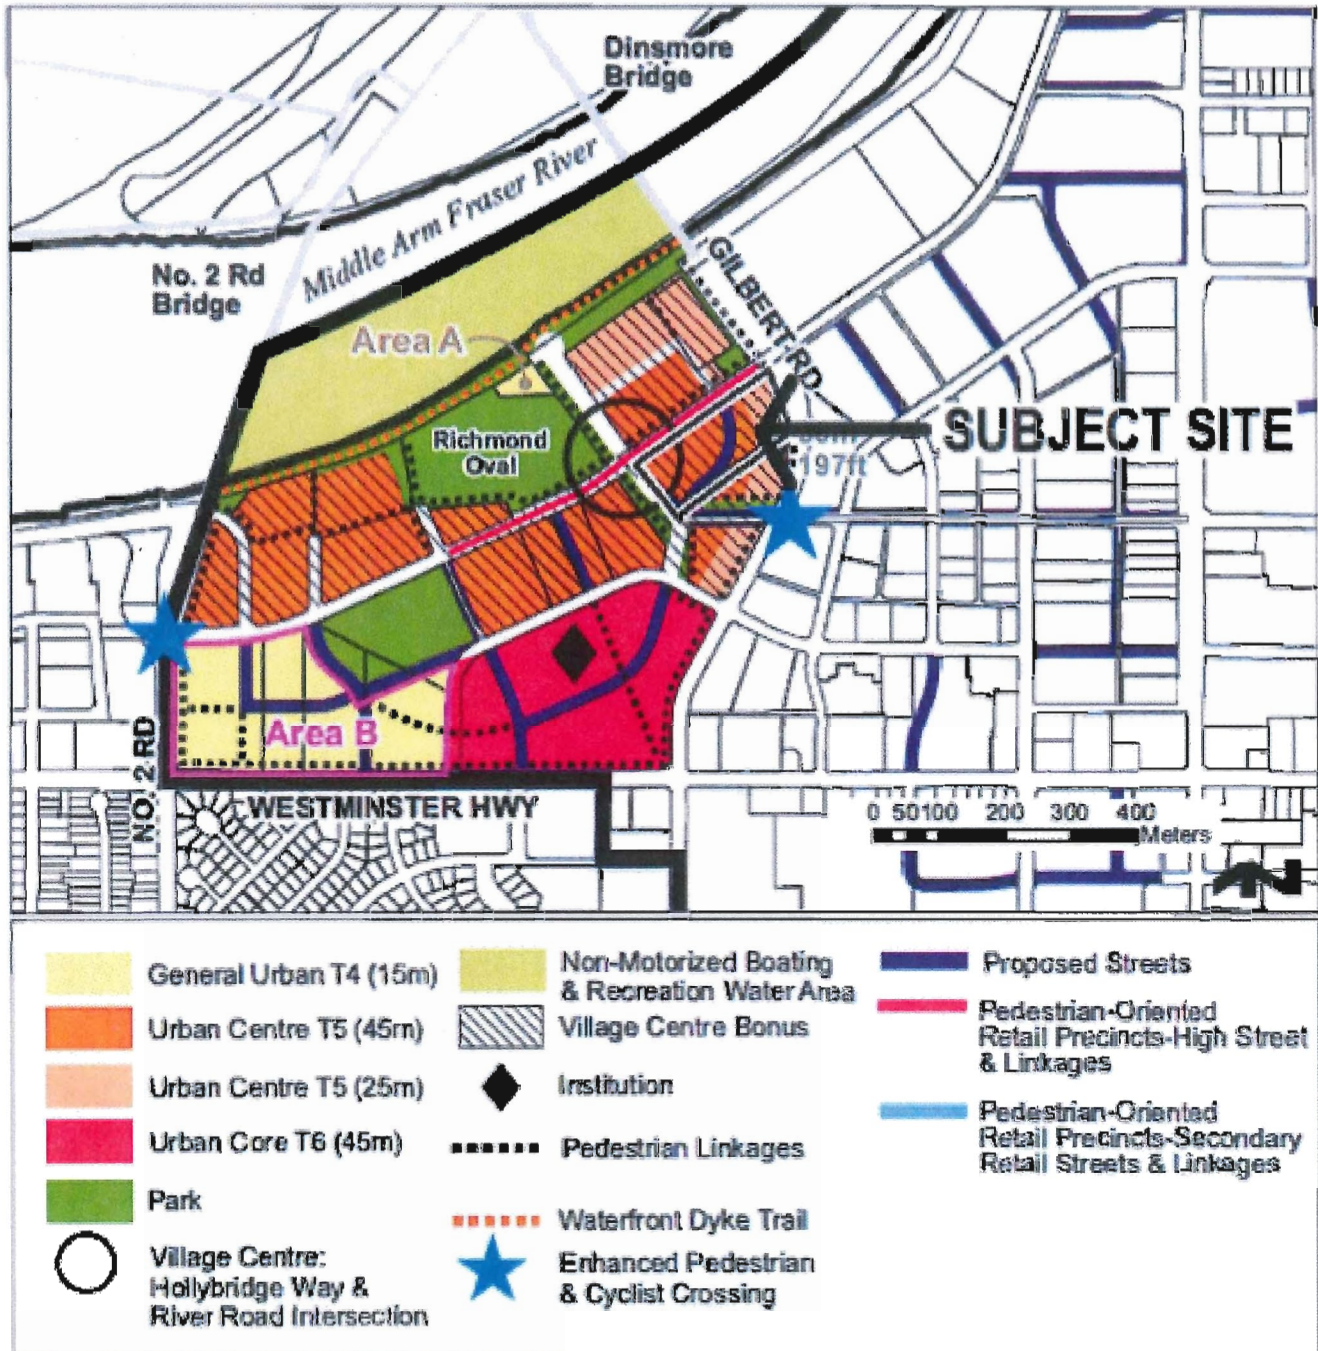 Dinsmore
Bridge
Middle Arm Fraser River
No. 2 Rd
Bridge
GILBERT RD
Area A
SUBJECT SITE
Richmond
Oval
197ft
Area B
NO. 2 RD
WESTMINSTER HWY
0 50 100 200 300 400
Meters
General Urban T4 (15m)
Urban Centre T5 (45m)
Urban Centre T5 (25m)
Urban Core T6 (45m)
Park
Village Centre:
Hollybridge Way &
River Road Intersection
Non-Motorized Boating
& Recreation Water Area
Village Centre Bonus
Institution
Pedestrian Linkages
Waterfront Dyke Trail
Enhanced Pedestrian
& Cyclist Crossing
Proposed Streets
Pedestrian-Oriented
Retail Precincts-High Street
& Linkages
Pedestrian-Oriented
Retail Precincts-Secondary
Retail Streets & Linkages